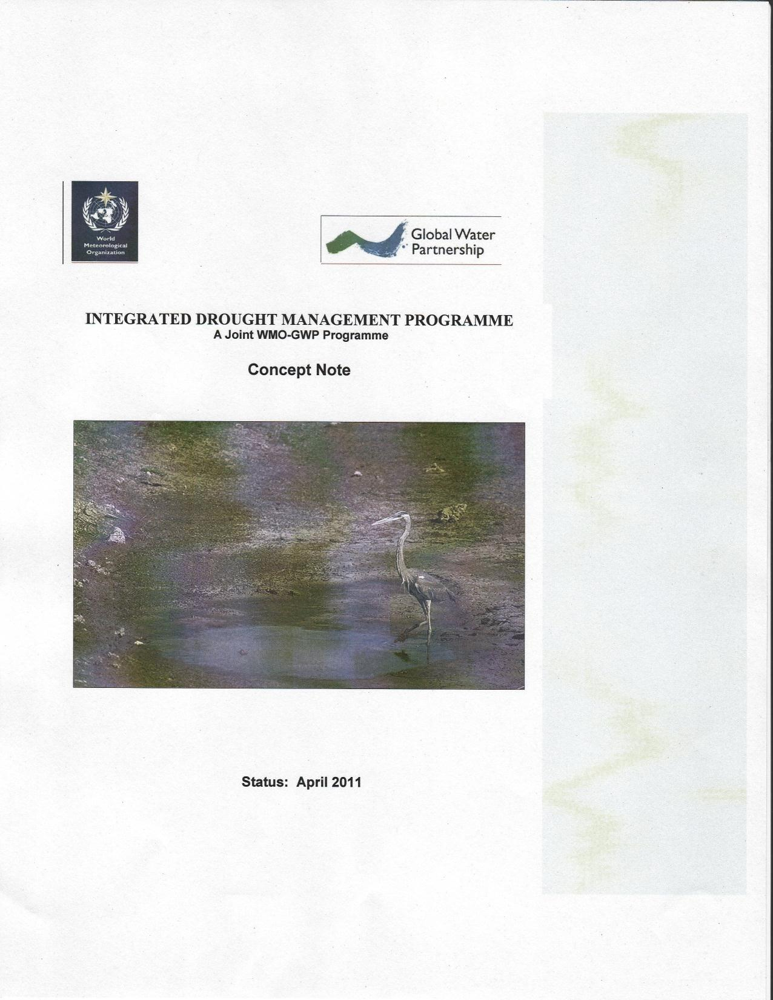 World
Meteorological
Organization
Global Water
Partnership
INTEGRATED DROUGHT MANAGEMENT PROGRAMME
A Joint WMO-GWP Programme
Concept Note
Status: April 2011